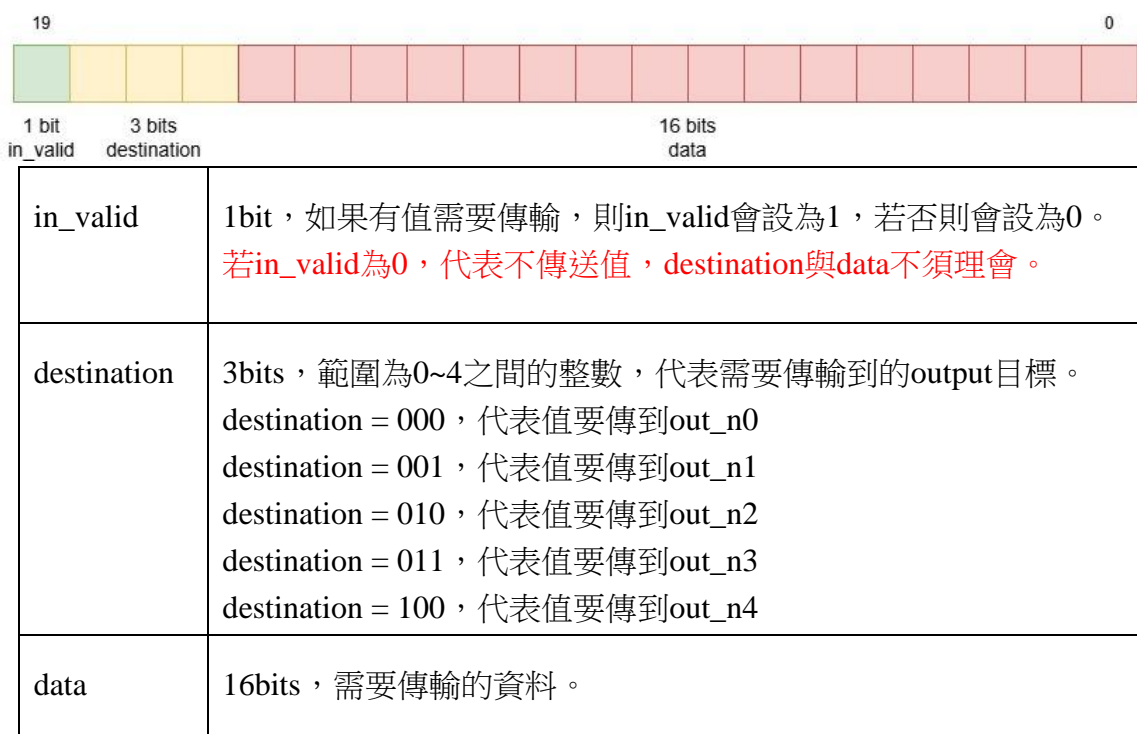 19 0
1 bit 3 bits 16 bits
in_valid destination data
in_valid 1bit，如果有值需要傳輸，則in_valid會設為1，若否則會設為0。
若in_valid為0，代表不傳送值，destination與data不須理會。
destination 3bits，範圍為0~4之間的整數，代表需要傳輸到的output目標。
destination = 000，代表值要傳到out_n0
destination = 001，代表值要傳到out_n1
destination = 010，代表值要傳到out_n2
destination = 011，代表值要傳到out_n3
destination = 100，代表值要傳到out_n4
data 16bits，需要傳輸的資料。